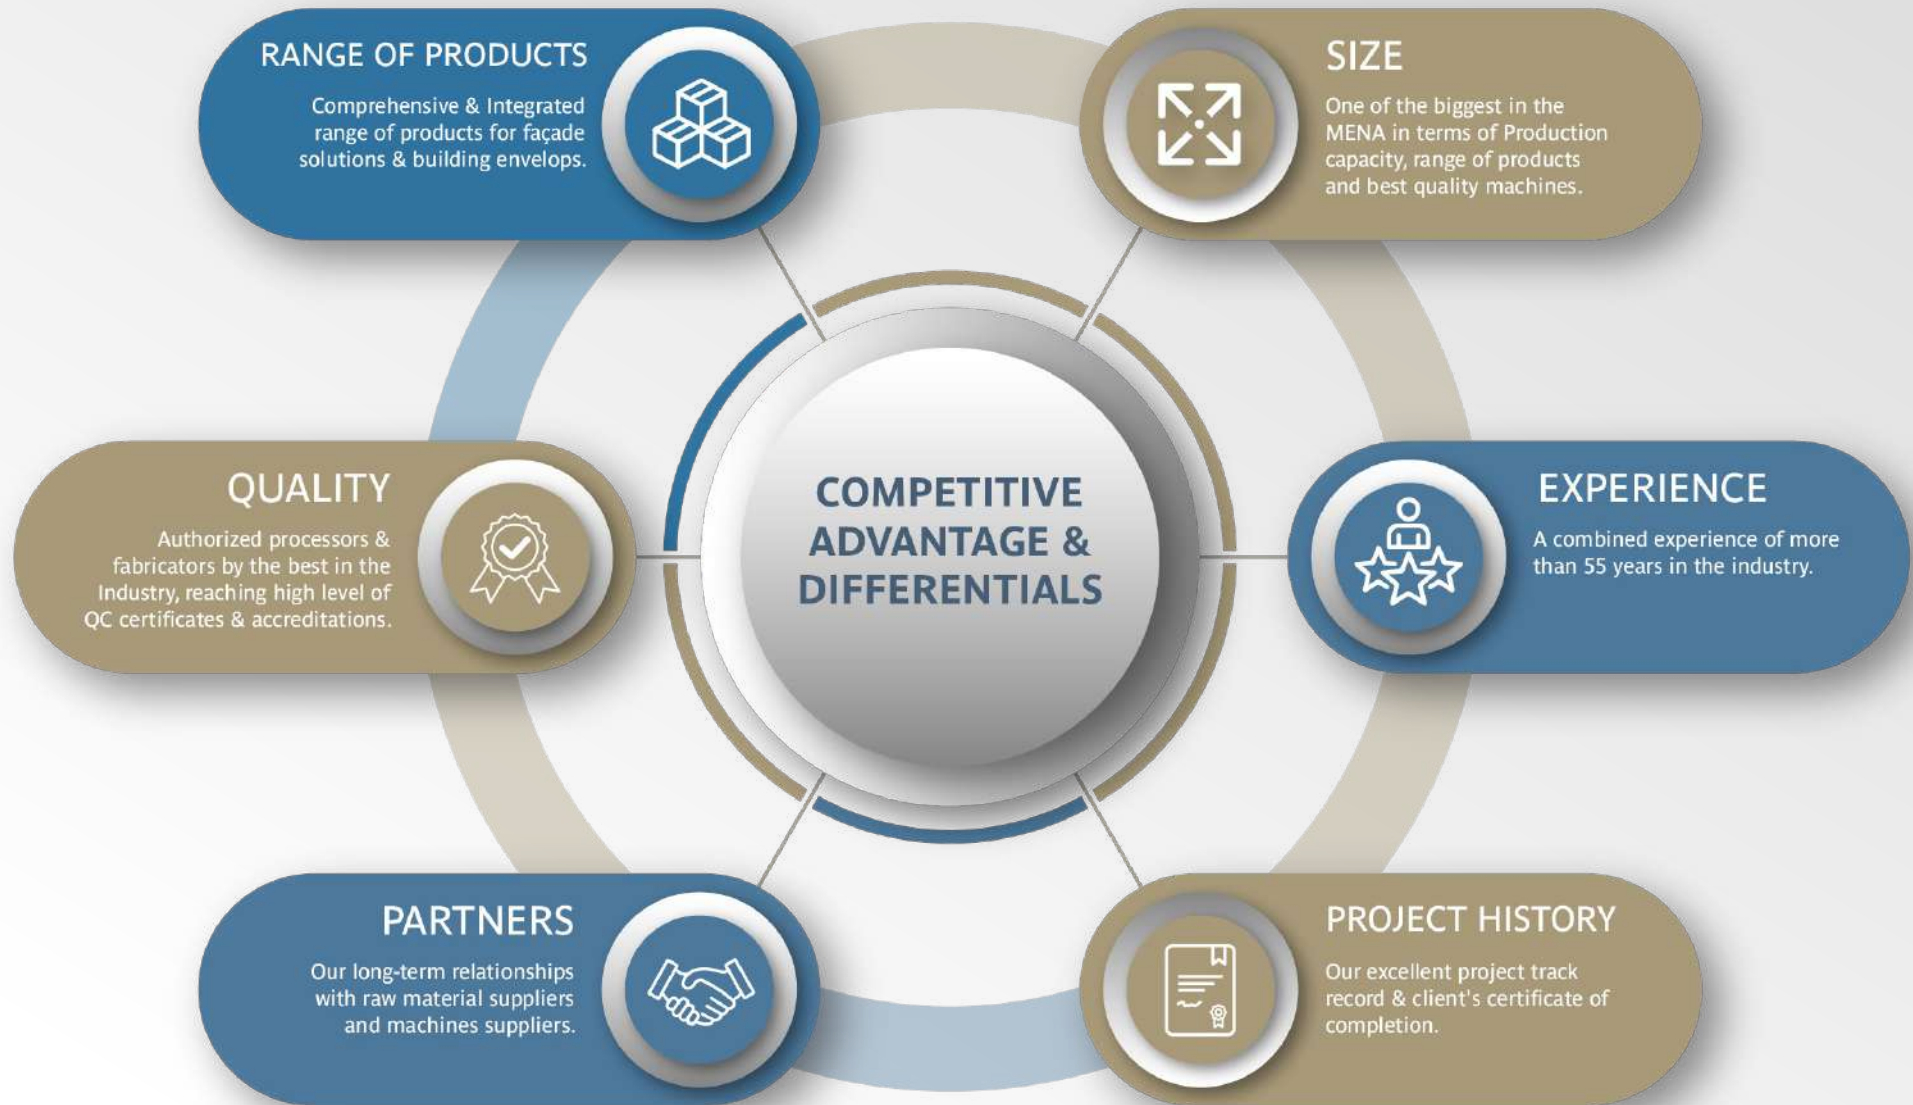 RANGE OF PRODUCTS
Comprehensive & Integrated
range of products for façade
solutions & building envelops.
SIZE
One of the biggest in the
MENA in terms of Production
capacity, range of products
and best quality machines.
QUALITY
Authorized processors &
fabricators by the best in the
Industry, reaching high level of
QC certificates & accreditations.
COMPETITIVE
ADVANTAGE &
DIFFERENTIALS
EXPERIENCE
A combined experience of more
than 55 years in the industry.
PARTNERS
Our long-term relationships
with raw material suppliers
and machines suppliers.
PROJECT HISTORY
Our excellent project track
record & client's certificate of
completion.